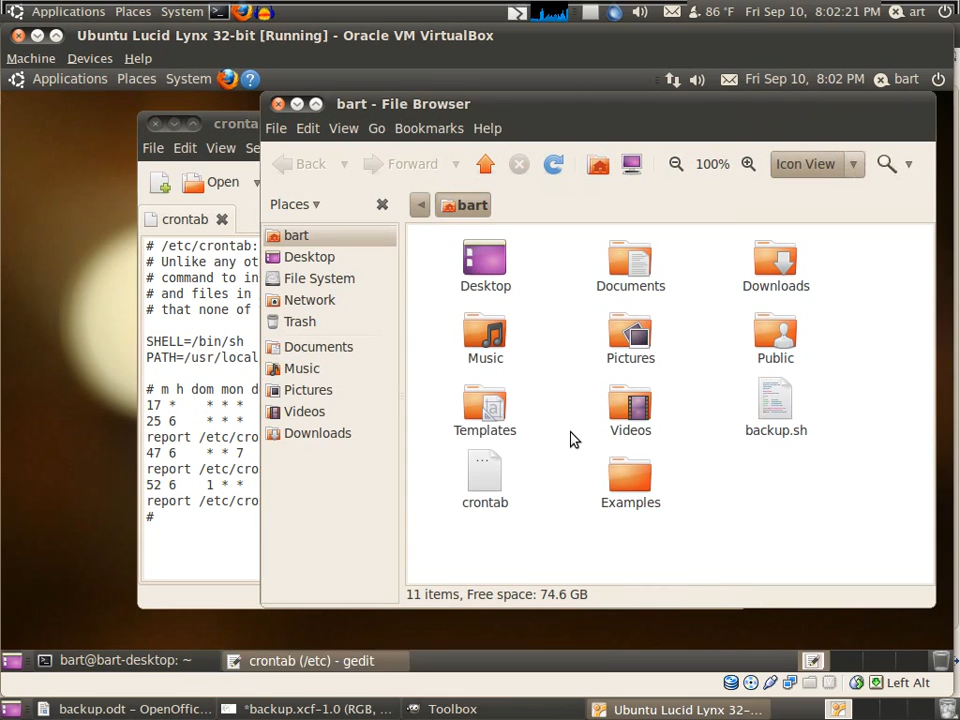 Applications Places System 86 °F Fri Sep 10, 8:02:21 PM art
Ubuntu Lucid Lynx 32-bit [Running] - Oracle VM VirtualBox
Machine Devices Help
Applications Places System Fri Sep 10, 8:02 PM bart
bart - File Browser
cronta
File Edit View Go Bookmarks Help
File Edit View Se
Back Forward 100% Icon View
Open
Places bart
crontab
bart
Desktop
File System
Network
Trash
Documents
Music
Pictures
Videos
Downloads
# /etc/crontab:
# Unlike any ot
# command to in
# and files in
# that none of
SHELL=/bin/sh
PATH=/usr/local
# m h dom mon d
17 * * * *
25 6 * * *
report /etc/cro
47 6 * * 7
report /etc/cro
52 6 1 * *
report /etc/cro
#
Desktop Documents Downloads
Music Pictures Public
Templates Videos backup.sh
crontab Examples
11 items, Free space: 74.6 GB
bart@bart-desktop: ~ crontab (/etc) - gedit
Left Alt
backup.odt - OpenOffic... *backup.xcf-1.0 (RGB, ... Toolbox Ubuntu Lucid Lynx 32-...